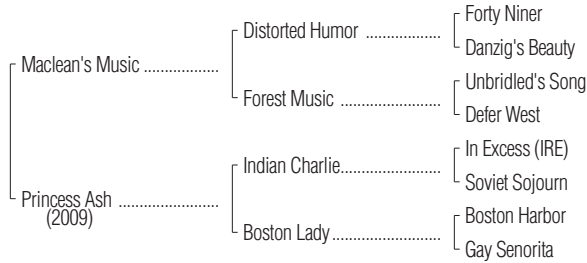 Forty Niner
Distorted Humor ..................
Danzig's Beauty
Maclean's Music ..................
Unbridled's Song
Forest Music ........................
Defer West
In Excess (IRE)
Indian Charlie........................
Soviet Sojourn
Princess Ash ........................
(2009)
Boston Harbor
Boston Lady..........................
Gay Senorita